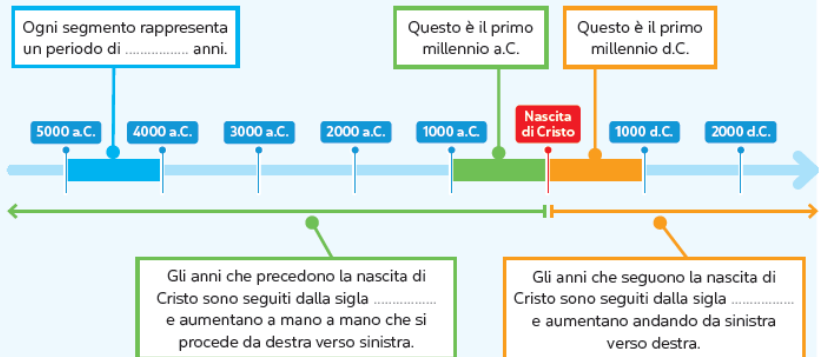 Ogni segmento rappresenta
un periodo di ................. anni.
Questo è il primo
millennio a.C.
Questo è il primo
millennio d.C.
5000 a.C.
4000 a.C.
3000 a.C.
2000 a.C.
1000 a.C.
Nascita
di Cristo
1000 d.C.
2000 d.C.
Gli anni che precedono la nascita di
Cristo sono seguiti dalla sigla .................
e aumentano a mano a mano che si
procede da destra verso sinistra.
Gli anni che seguono la nascita di
Cristo sono seguiti dalla sigla .................
e aumentano andando da sinistra
verso destra.